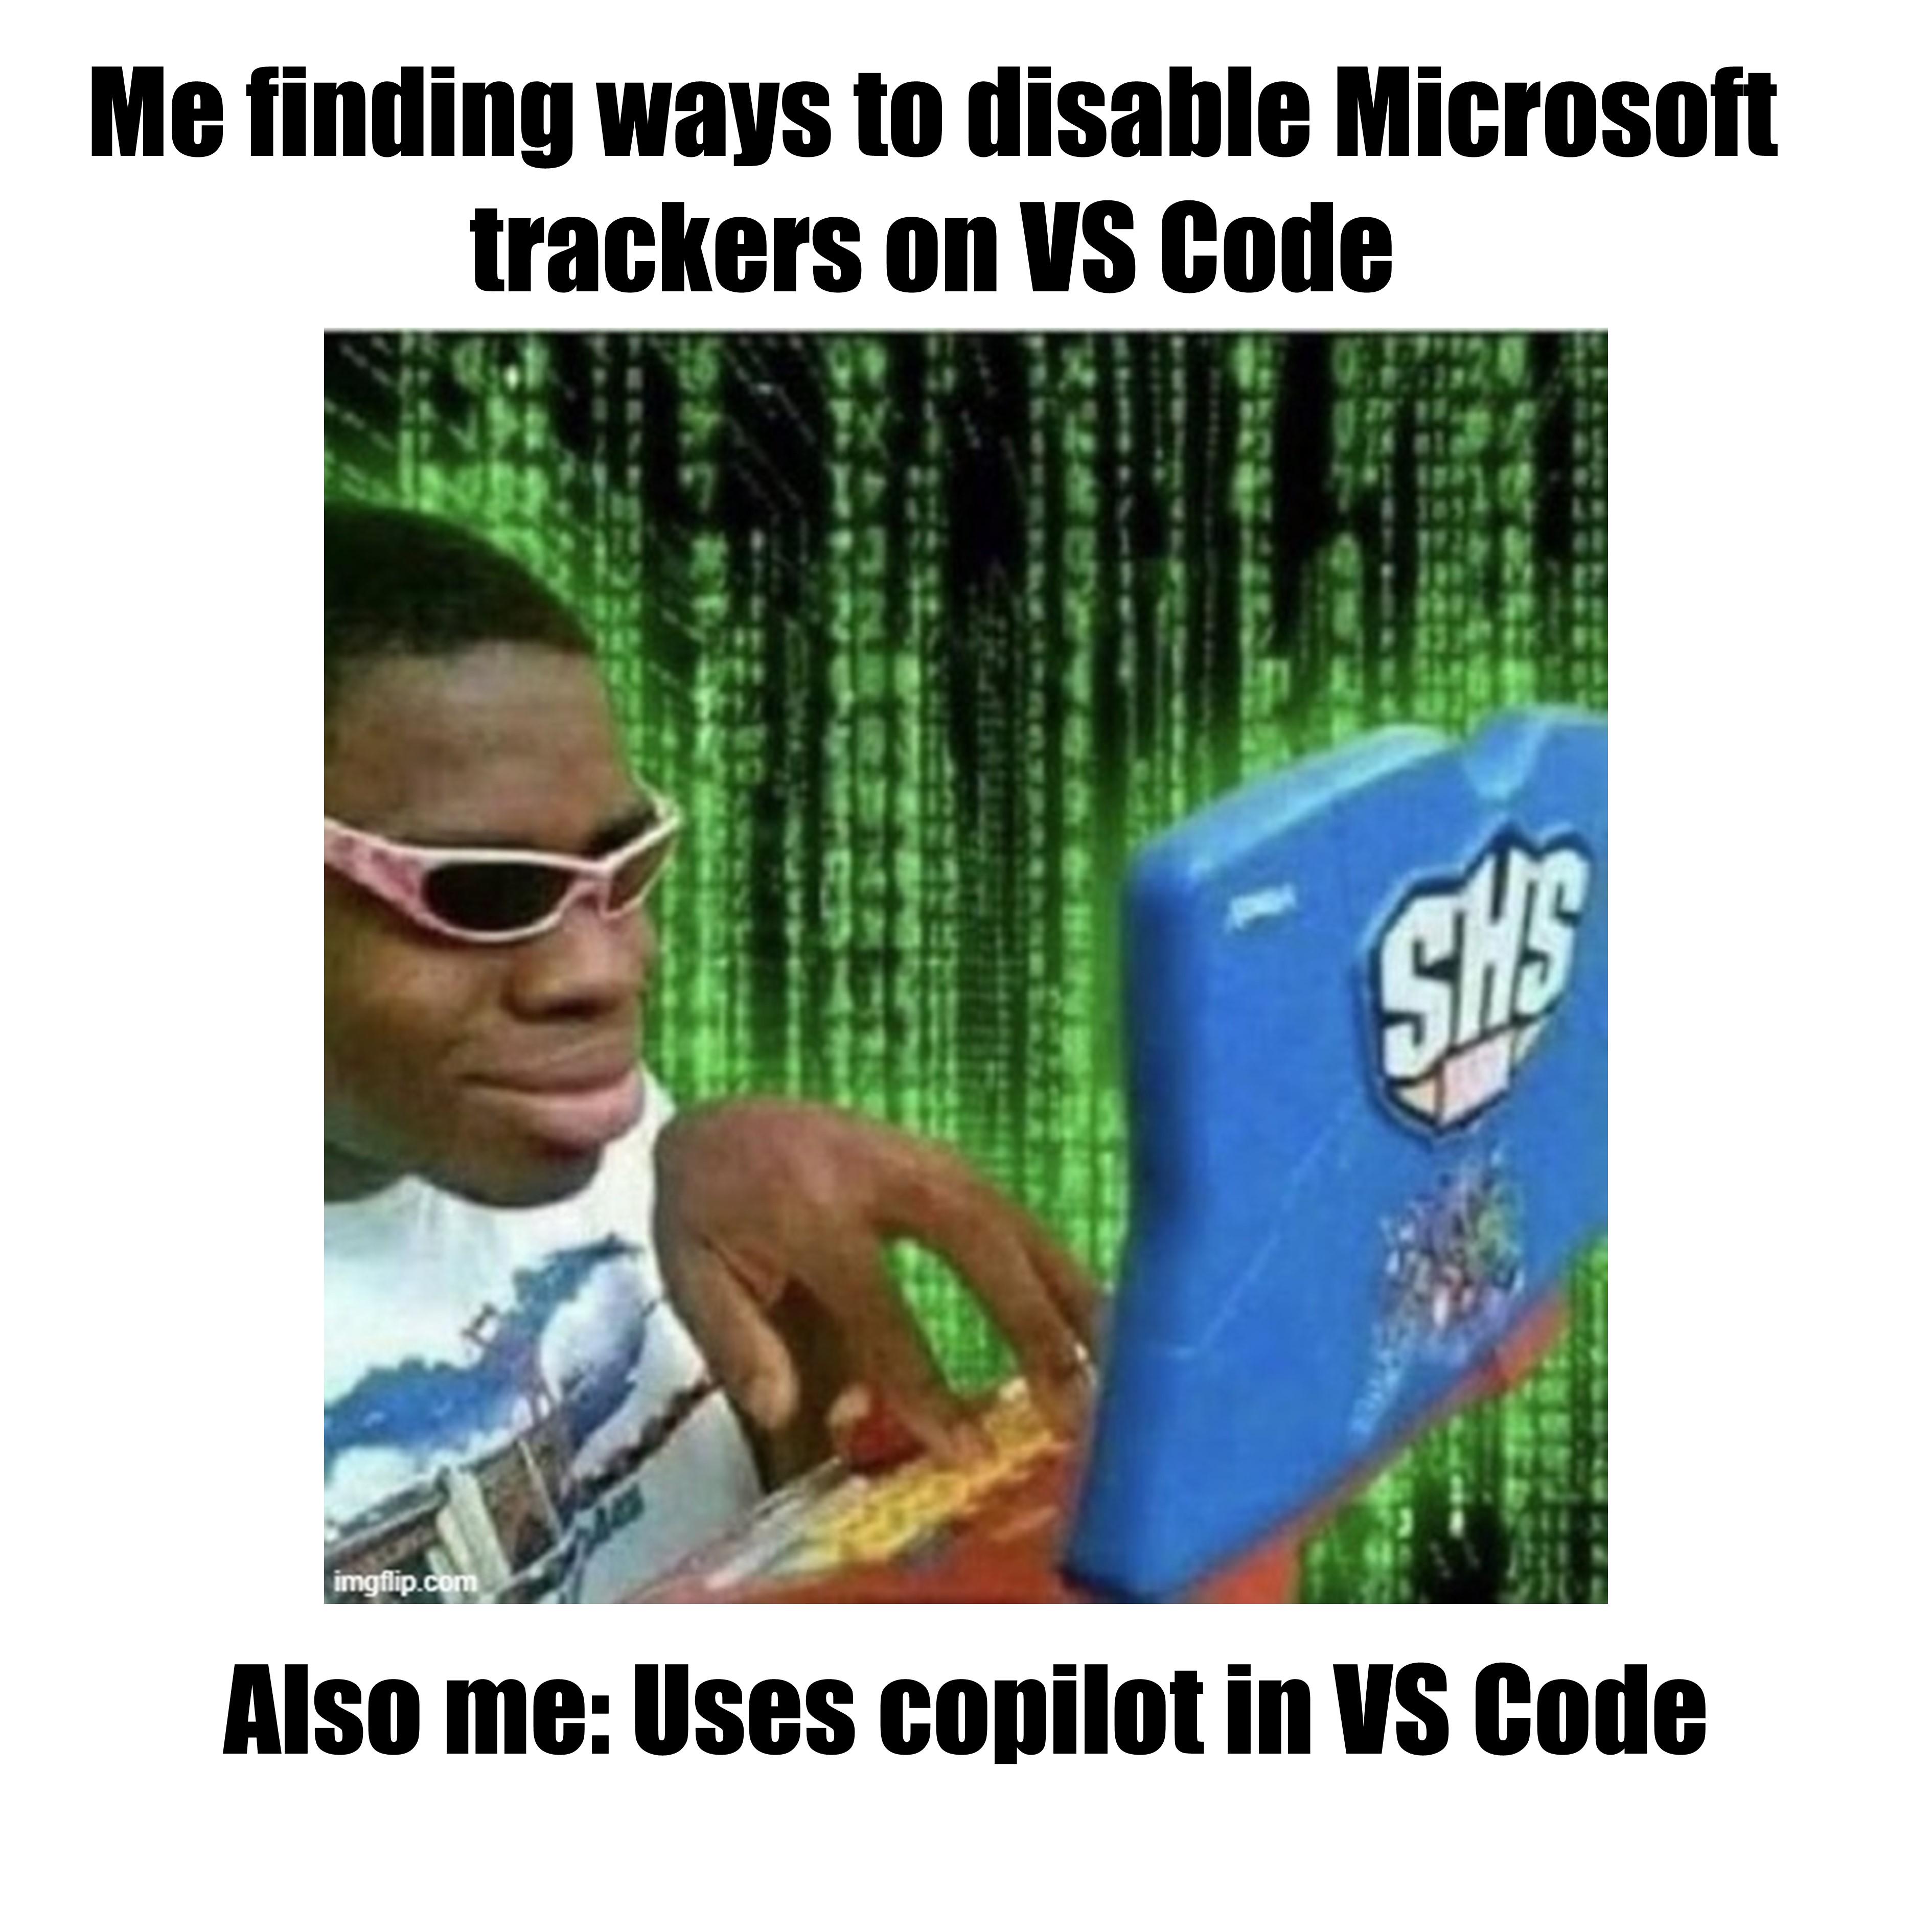 Me finding ways to disable Microsoft
trackers on VS Code
SHS
imgflip.com
Also me: Uses copilot in VS Code